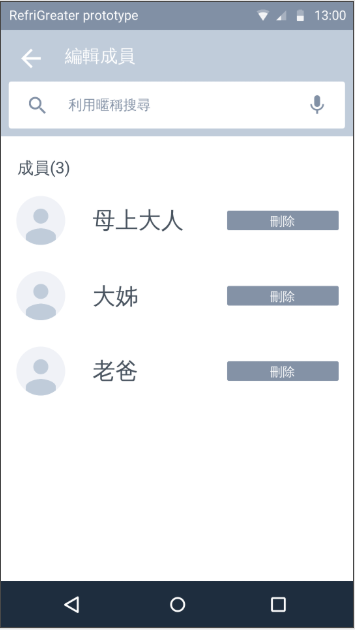 RefriGreater prototype 13:00
編輯成員
利用暱稱搜尋
成員(3)
母上大人 刪除
大姊 刪除
老爸 刪除